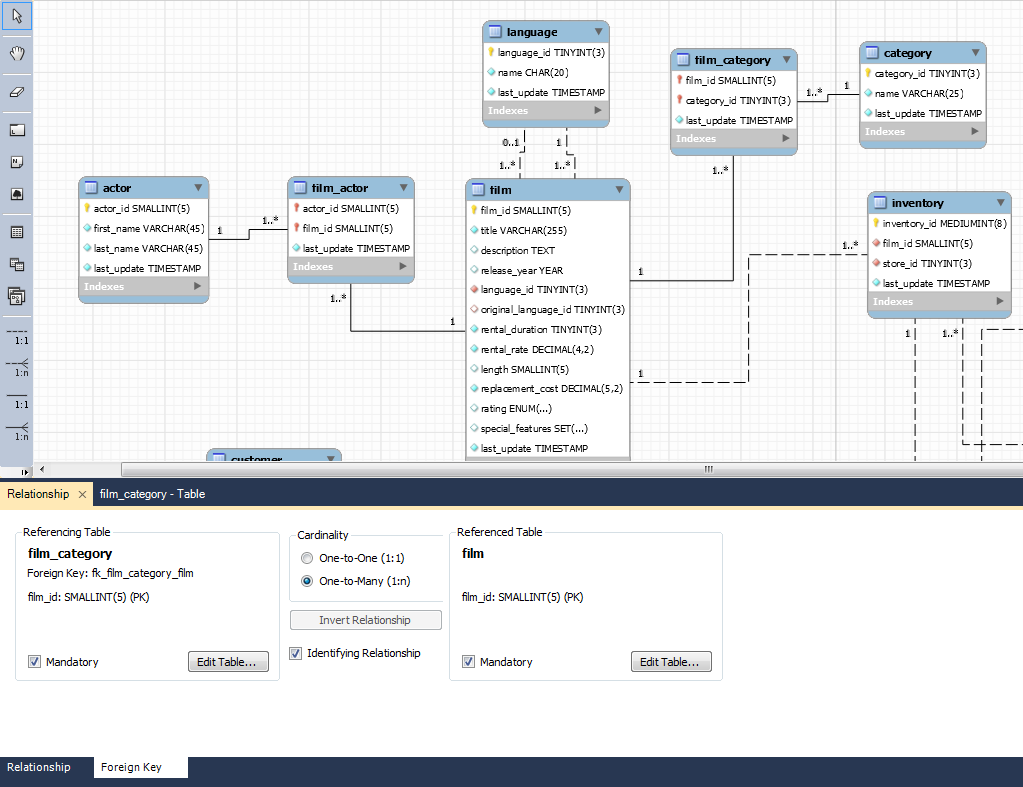 language
language_id TINYINT(3)
name CHAR(20)
last_update TIMESTAMP
Indexes
film_category
film_id SMALLINT(5)
category_id TINYINT(3)
last_update TIMESTAMP
Indexes
category
category_id TINYINT(3)
name VARCHAR(25)
last_update TIMESTAMP
Indexes
1..*
1
0..1
1
1..*
1..*
1..*
actor
actor_id SMALLINT(5)
first_name VARCHAR(45)
last_name VARCHAR(45)
last_update TIMESTAMP
Indexes
1
1..*
film_actor
actor_id SMALLINT(5)
film_id SMALLINT(5)
last_update TIMESTAMP
Indexes
1..*
1
film
film_id SMALLINT(5)
title VARCHAR(255)
description TEXT
release_year YEAR
language_id TINYINT(3)
original_language_id TINYINT(3)
rental_duration TINYINT(3)
rental_rate DECIMAL(4,2)
length SMALLINT(5)
replacement_cost DECIMAL(5,2)
rating ENUM(...)
special_features SET(...)
last_update TIMESTAMP
1
1
1..*
inventory
inventory_id MEDIUMINT(8)
film_id SMALLINT(5)
store_id TINYINT(3)
last_update TIMESTAMP
Indexes
1
1..*
customer
1:1
1:n
1:1
1:n
Relationship
film_category - Table
Referencing Table
film_category
Foreign Key: fk_film_category_film
film_id: SMALLINT(5) (PK)
Mandatory
Edit Table...
Cardinality
One-to-One (1:1)
One-to-Many (1:n)
Invert Relationship
Identifying Relationship
Referenced Table
film
film_id: SMALLINT(5) (PK)
Mandatory
Edit Table...
Relationship
Foreign Key